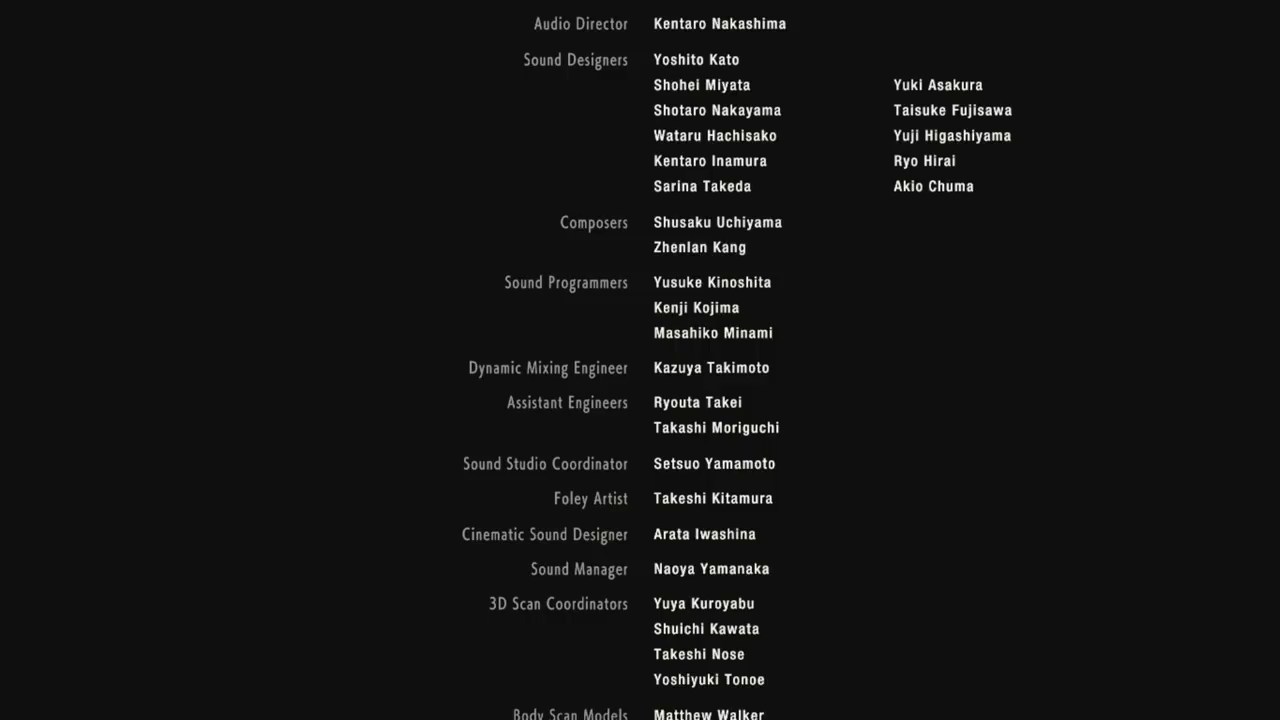 Audio Director Kentaro Nakashima
Sound Designers Yoshito Kato
Shohei Miyata Yuki Asakura
Shotaro Nakayama Taisuke Fujisawa
Wataru Hachisako Yuji Higashiyama
Kentaro Inamura Ryo Hirai
Sarina Takeda Akio Chuma
Composers Shusaku Uchiyama
Zhenlan Kang
Sound Programmers Yusuke Kinoshita
Kenji Kojima
Masahiko Minami
Dynamic Mixing Engineer Kazuya Takimoto
Assistant Engineers Ryouta Takei
Takashi Moriguchi
Sound Studio Coordinator Setsuo Yamamoto
Foley Artist Takeshi Kitamura
Cinematic Sound Designer Arata Iwashina
Sound Manager Naoya Yamanaka
3D Scan Coordinators Yuya Kuroyabu
Shuichi Kawata
Takeshi Nose
Yoshiyuki Tonoe
Body Scan Models Matthew Walker